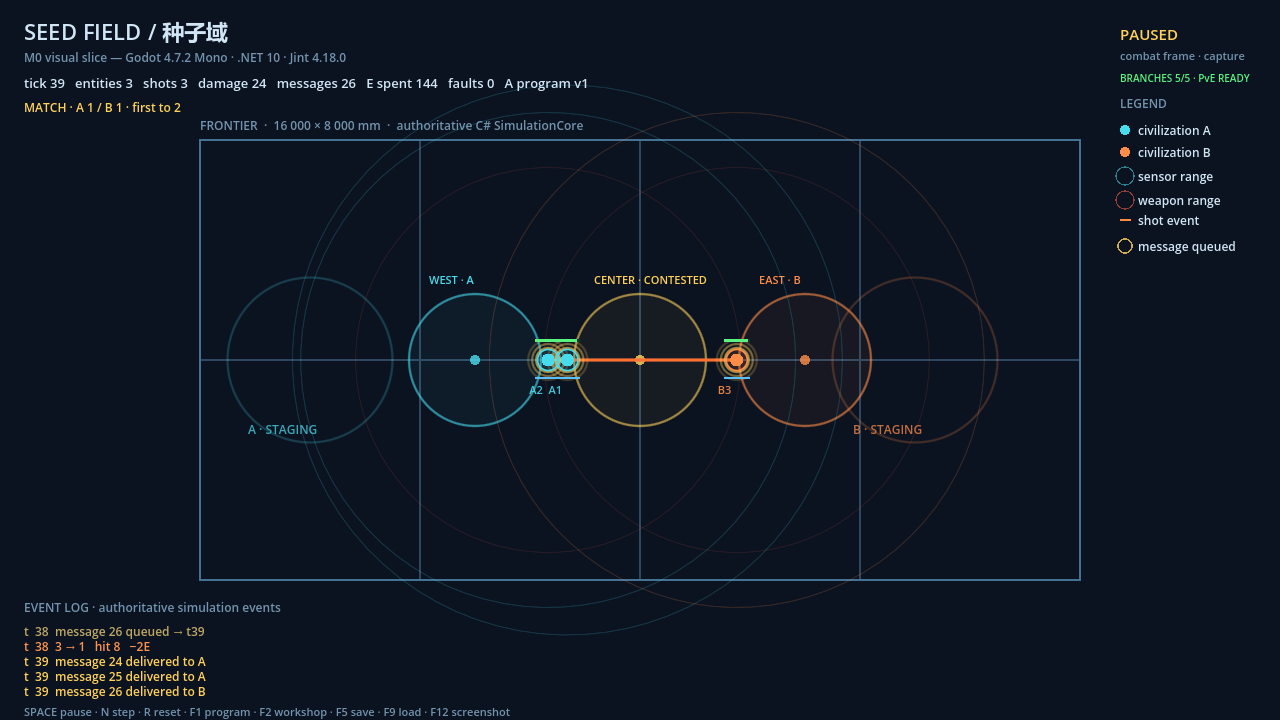 SEED FIELD / 种子域
M0 visual slice — Godot 4.7.2 Mono · .NET 10 · Jint 4.18.0
tick 39 entities 3 shots 3 damage 24 messages 26 E spent 144 faults 0 A program v1
MATCH · A 1 / B 1 · first to 2
FRONTIER · 16 000 × 8 000 mm · authoritative C# SimulationCore
PAUSED
combat frame · capture
BRANCHES 5/5 · PvE READY
LEGEND
civilization A
civilization B
sensor range
weapon range
shot event
message queued
WEST · A
CENTER · CONTESTED
EAST · B
A2 A1
B3
A · STAGING
B · STAGING
EVENT LOG · authoritative simulation events
t 38 message 26 queued → t39
t 38 3 → 1 hit 8 −2E
t 39 message 24 delivered to A
t 39 message 25 delivered to A
t 39 message 26 delivered to B
SPACE pause · N step · R reset · F1 program · F2 workshop · F5 save · F9 load · F12 screenshot